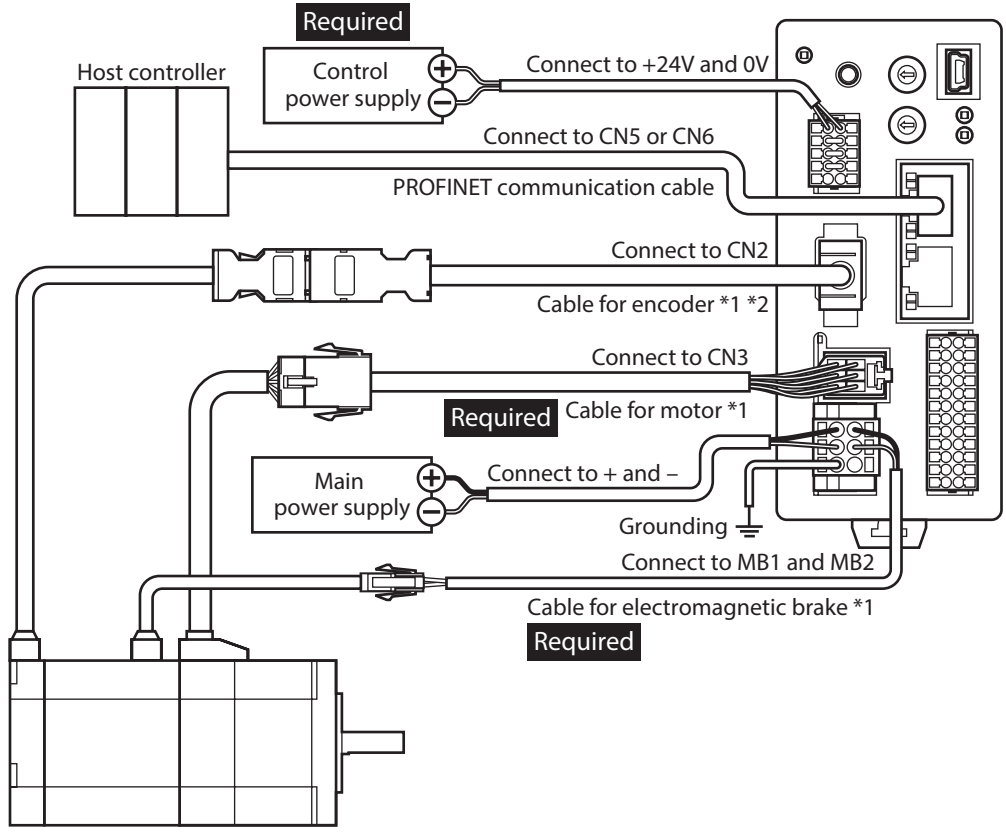 Required
Control
power supply
+
−
Connect to +24V and 0V
Host controller
Connect to CN5 or CN6
PROFINET communication cable
Connect to CN2
Cable for encoder *1 *2
Connect to CN3
Required
Cable for motor *1
Main
power supply
+
−
Connect to + and –
Grounding
Connect to MB1 and MB2
Cable for electromagnetic brake *1
Required